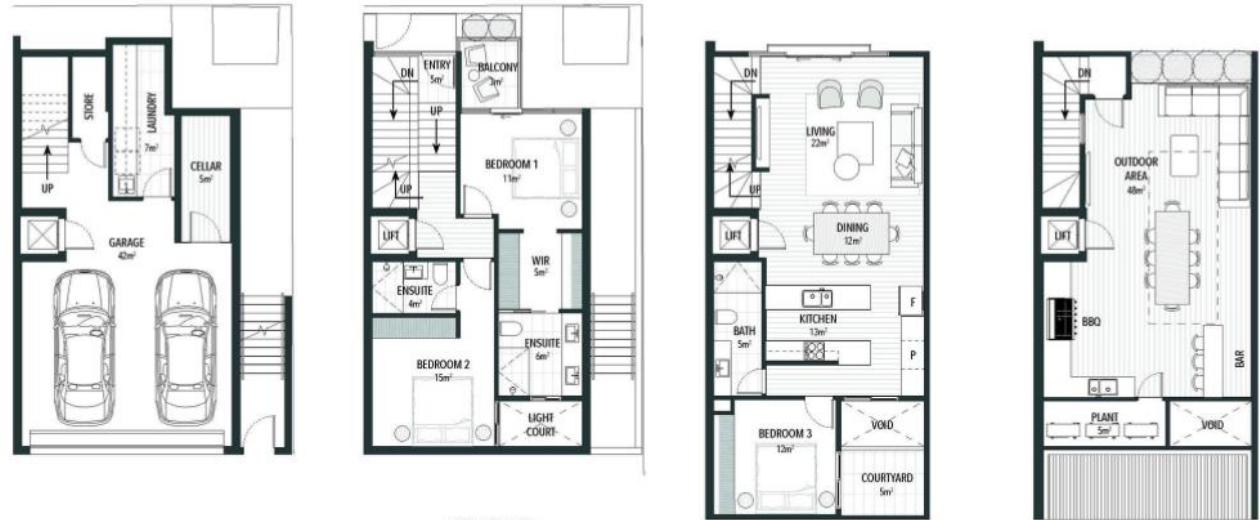 STORE
LAUNDRY
7m²
CELLAR
5m²
UP
GARAGE
42m²
DN
ENTRY
5m²
BALCONY
3m²
UP
BEDROOM 1
11m²
UP
LIFT
WIR
5m²
ENSUITE
4m²
ENSUITE
6m²
BEDROOM 2
15m²
LIGHT
COURT
DN
LIVING
22m²
UP
LIFT
DINING
12m²
F
KITCHEN
13m²
BATH
5m²
P
BEDROOM 3
12m²
VOID
COURTYARD
5m²
DN
OUTDOOR
AREA
48m²
LIFT
BBQ
BAR
PLANT
5m²
VOID